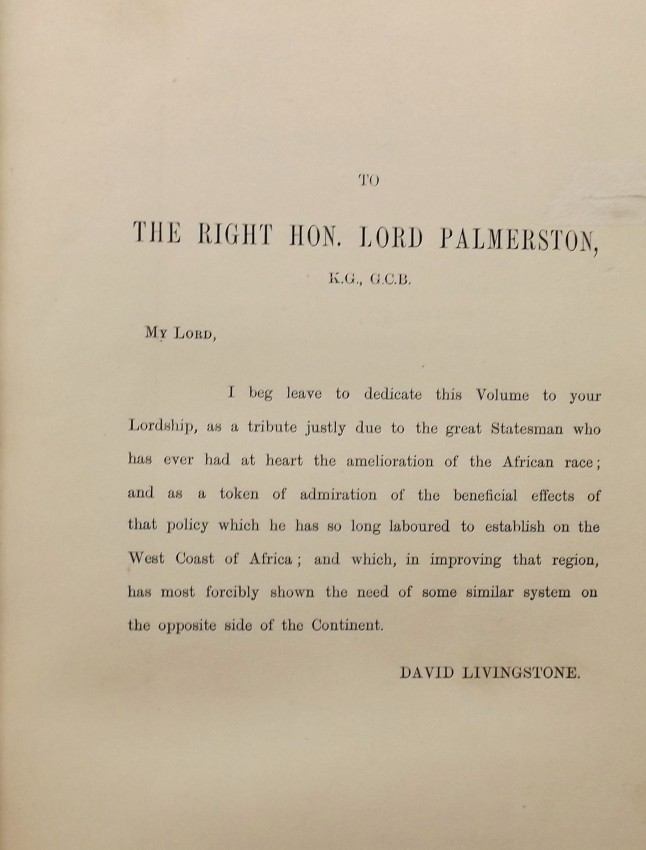 TO
THE RIGHT HON. LORD PALMERSTON,
K.G., G.C.B.
My Lord,
I beg leave to dedicate this Volume to your
Lordship, as a tribute justly due to the great Statesman who
has ever had at heart the amelioration of the African race;
and as a token of admiration of the beneficial effects of
that policy which he has so long laboured to establish on the
West Coast of Africa; and which, in improving that region,
has most forcibly shown the need of some similar system on
the opposite side of the Continent.
DAVID LIVINGSTONE.